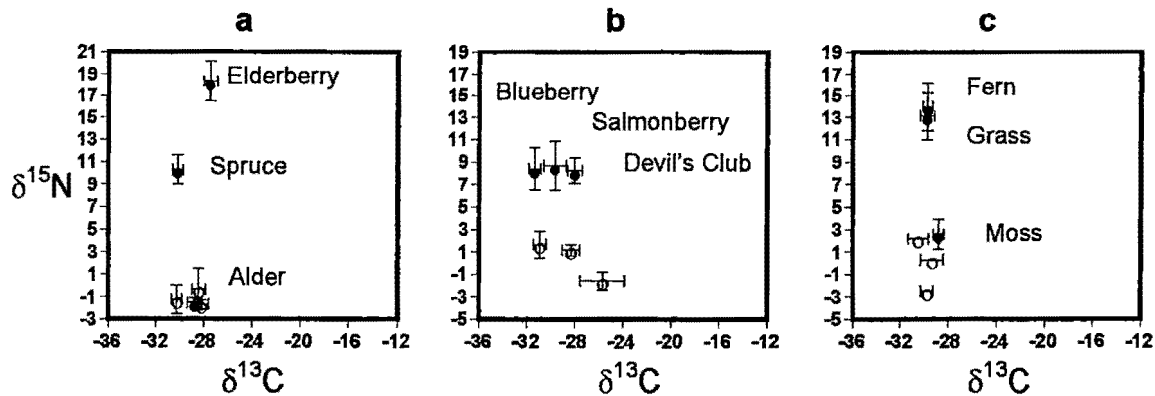 a
21
19
17
15
13
11
9
7
5
3
1
-1
-3
Elderberry
Spruce
Alder
δ15N
-36 -32 -28 -24 -20 -16 -12
δ13C
b
19
17
15
13
11
9
7
5
3
1
-1
-3
-5
Blueberry
Salmonberry
Devil's Club
-36 -32 -28 -24 -20 -16 -12
δ13C
c
19
17
15
13
11
9
7
5
3
1
-1
-3
-5
Fern
Grass
Moss
-36 -32 -28 -24 -20 -16 -12
δ13C